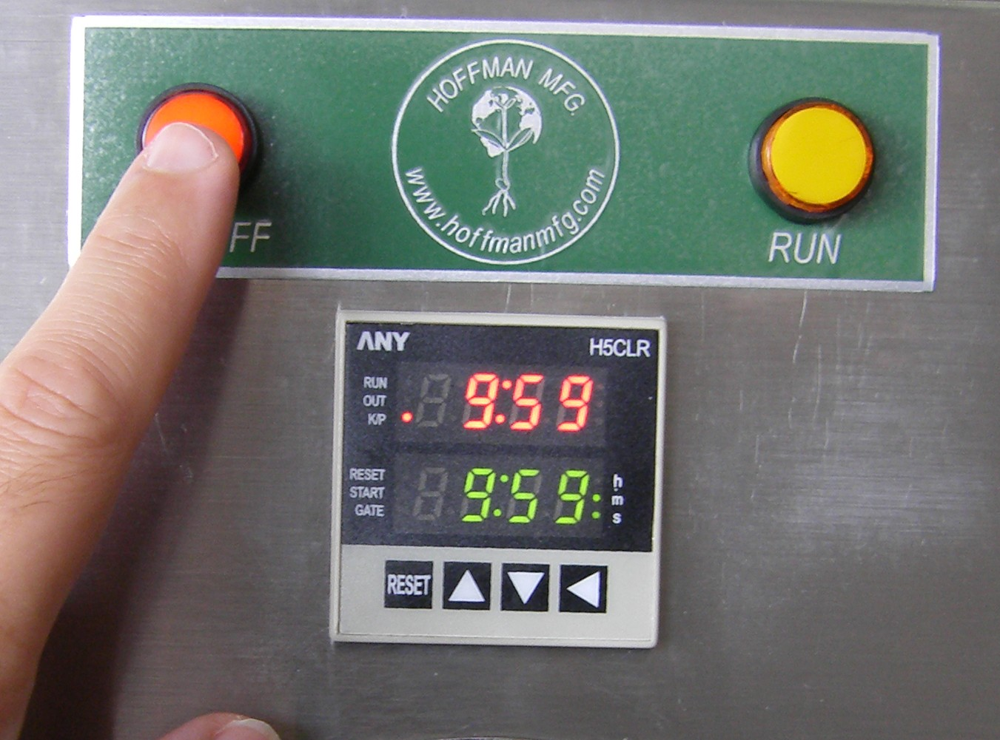 HOFFMAN MFG.
www.hoffmanmfg.com
FF
RUN
ANY
H5CLR
RUN
OUT
K/P
9:59
RESET
START
GATE
9:59:
h
m
s
RESET